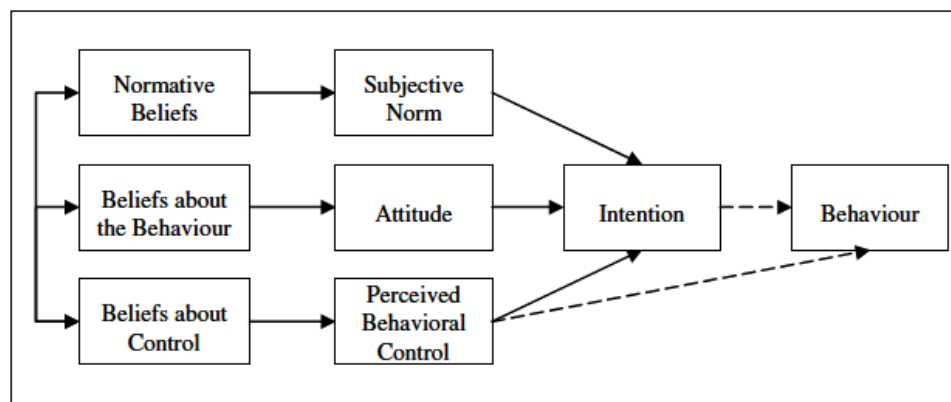 Normative
Beliefs
Subjective
Norm
Beliefs about
the Behaviour
Attitude
Intention
Behaviour
Beliefs about
Control
Perceived
Behavioral
Control